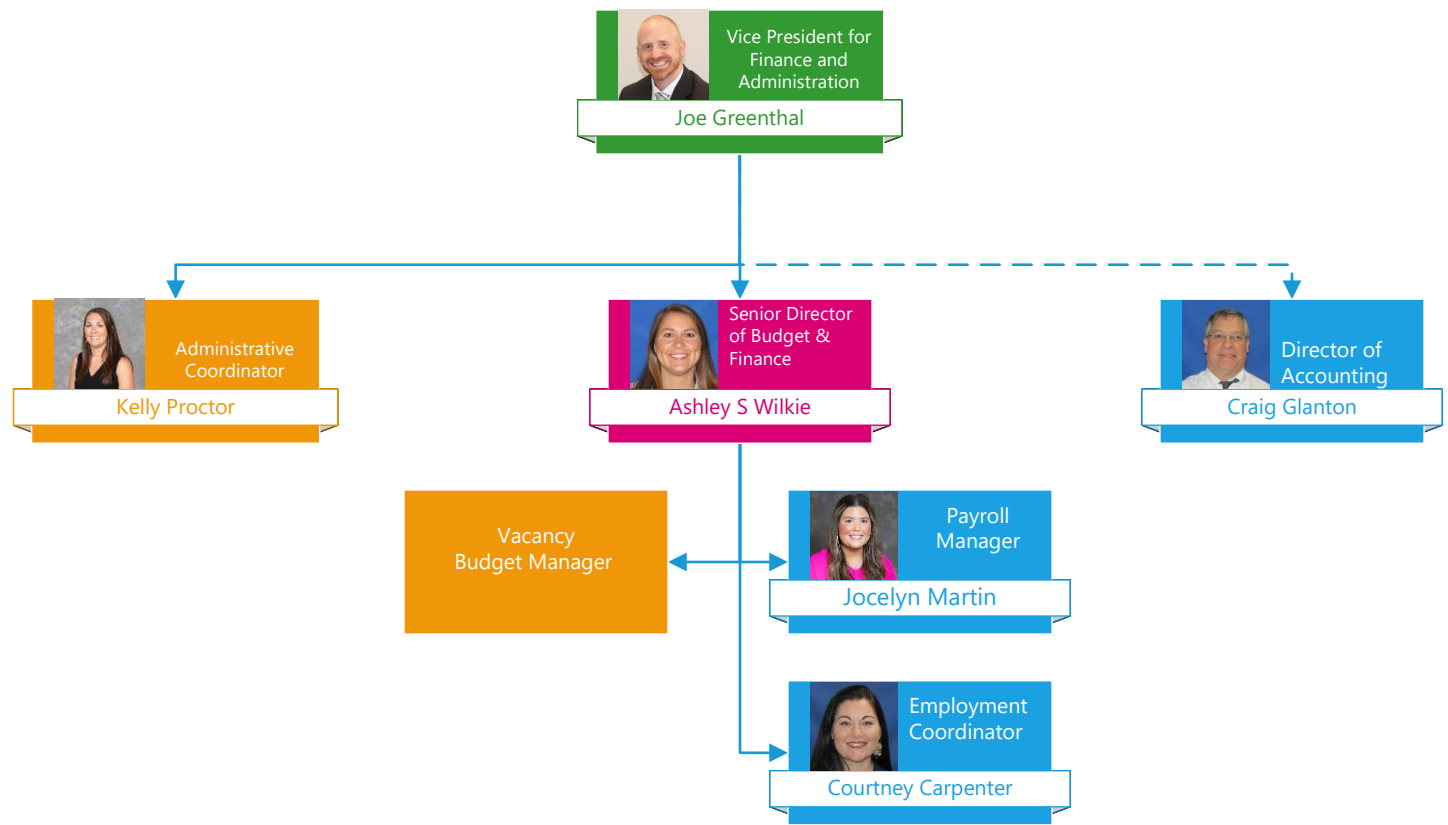 Vice President for
Finance and
Administration
Joe Greenthal
Administrative
Coordinator
Kelly Proctor
Senior Director
of Budget &
Finance
Ashley S Wilkie
Director of
Accounting
Craig Glanton
Vacancy
Budget Manager
Payroll
Manager
Jocelyn Martin
Employment
Coordinator
Courtney Carpenter